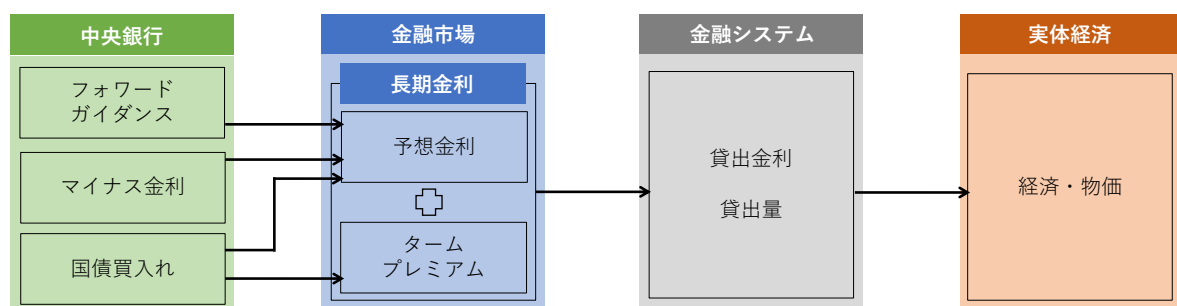 中央銀行
フォワード
ガイダンス
マイナス金利
国債買入れ
金融市場
長期金利
予想金利
ターム
プレミアム
金融システム
貸出金利
貸出量
実体経済
経済・物価